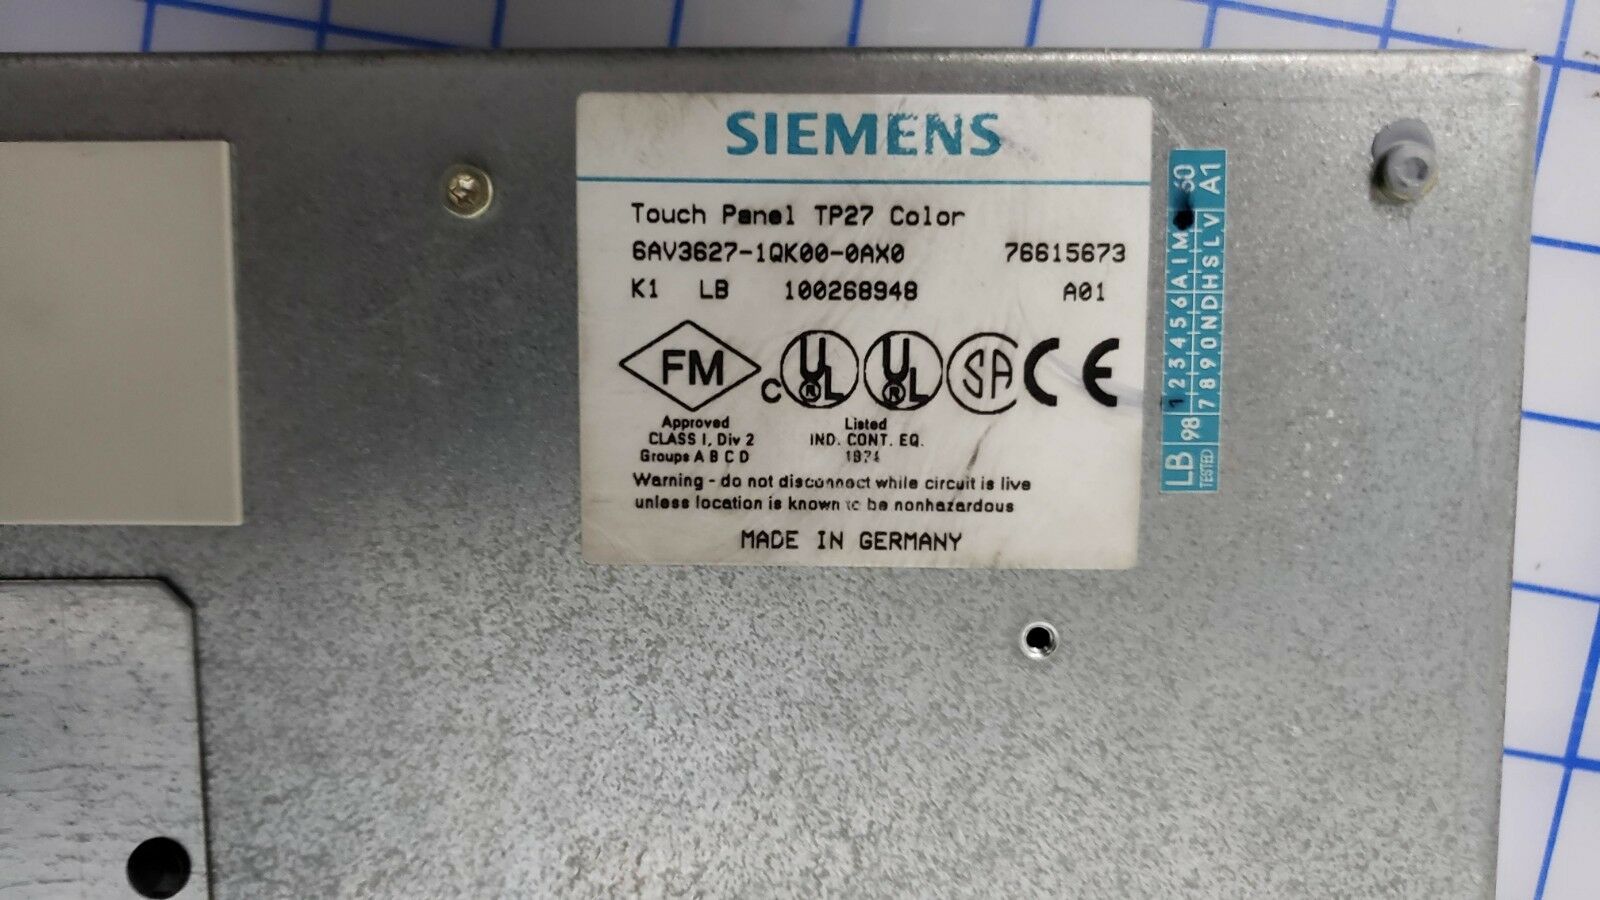 SIEMENS
Touch Panel TP27 Color
6AV3627-1QK00-0AX0 76615673
K1 LB 100268948 A01
FM
C UL UL SA CE
Approved
CLASS I, Div 2
Groups A B C D
Listed
IND. CONT. EQ.
Warning - do not disconnect while circuit is live
unless location is known to be nonhazardous
MADE IN GERMANY
LB 98 1 2 3 4 5 6 A I M 60
TESTED 7 8 9 0 N D H S L V A1